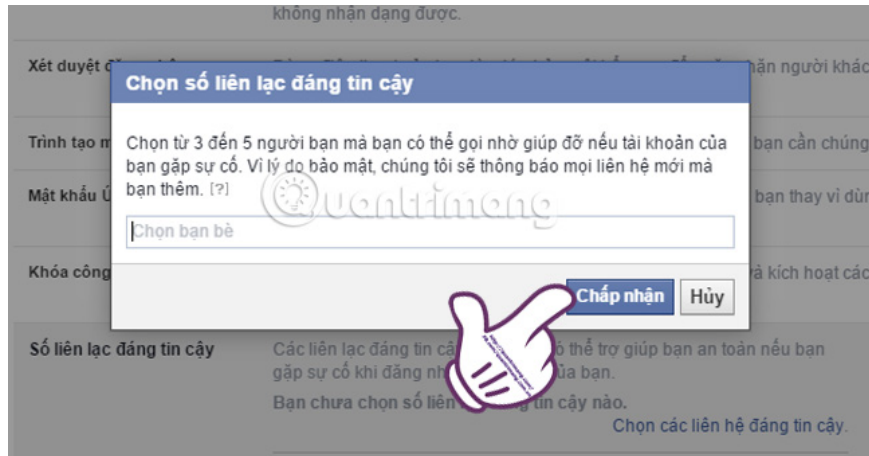 không nhận dạng được.
Xét duyệt
hặn người khác
Chọn số liên lạc đáng tin cậy
Trình tạo m
bạn cần chúng
Chọn từ 3 đến 5 người bạn mà bạn có thể gọi nhờ giúp đỡ nếu tài khoản của
bạn gặp sự cố. Vì lý do bảo mật, chúng tôi sẽ thông báo mọi liên hệ mới mà
bạn thêm. [?]
Mật khẩu Ứ
bạn thay vì dùn
Quantrimang
Chọn bạn bè
Khóa công
và kích hoạt các
Chấp nhận
Hủy
Số liên lạc đáng tin cậy
Các liên lạc đáng tin cậ ó thể trợ giúp bạn an toàn nếu bạn
gặp sự cố khi đăng nh ủa bạn.
Bạn chưa chọn số liên tin cậy nào.
Chọn các liên hệ đáng tin cậy.